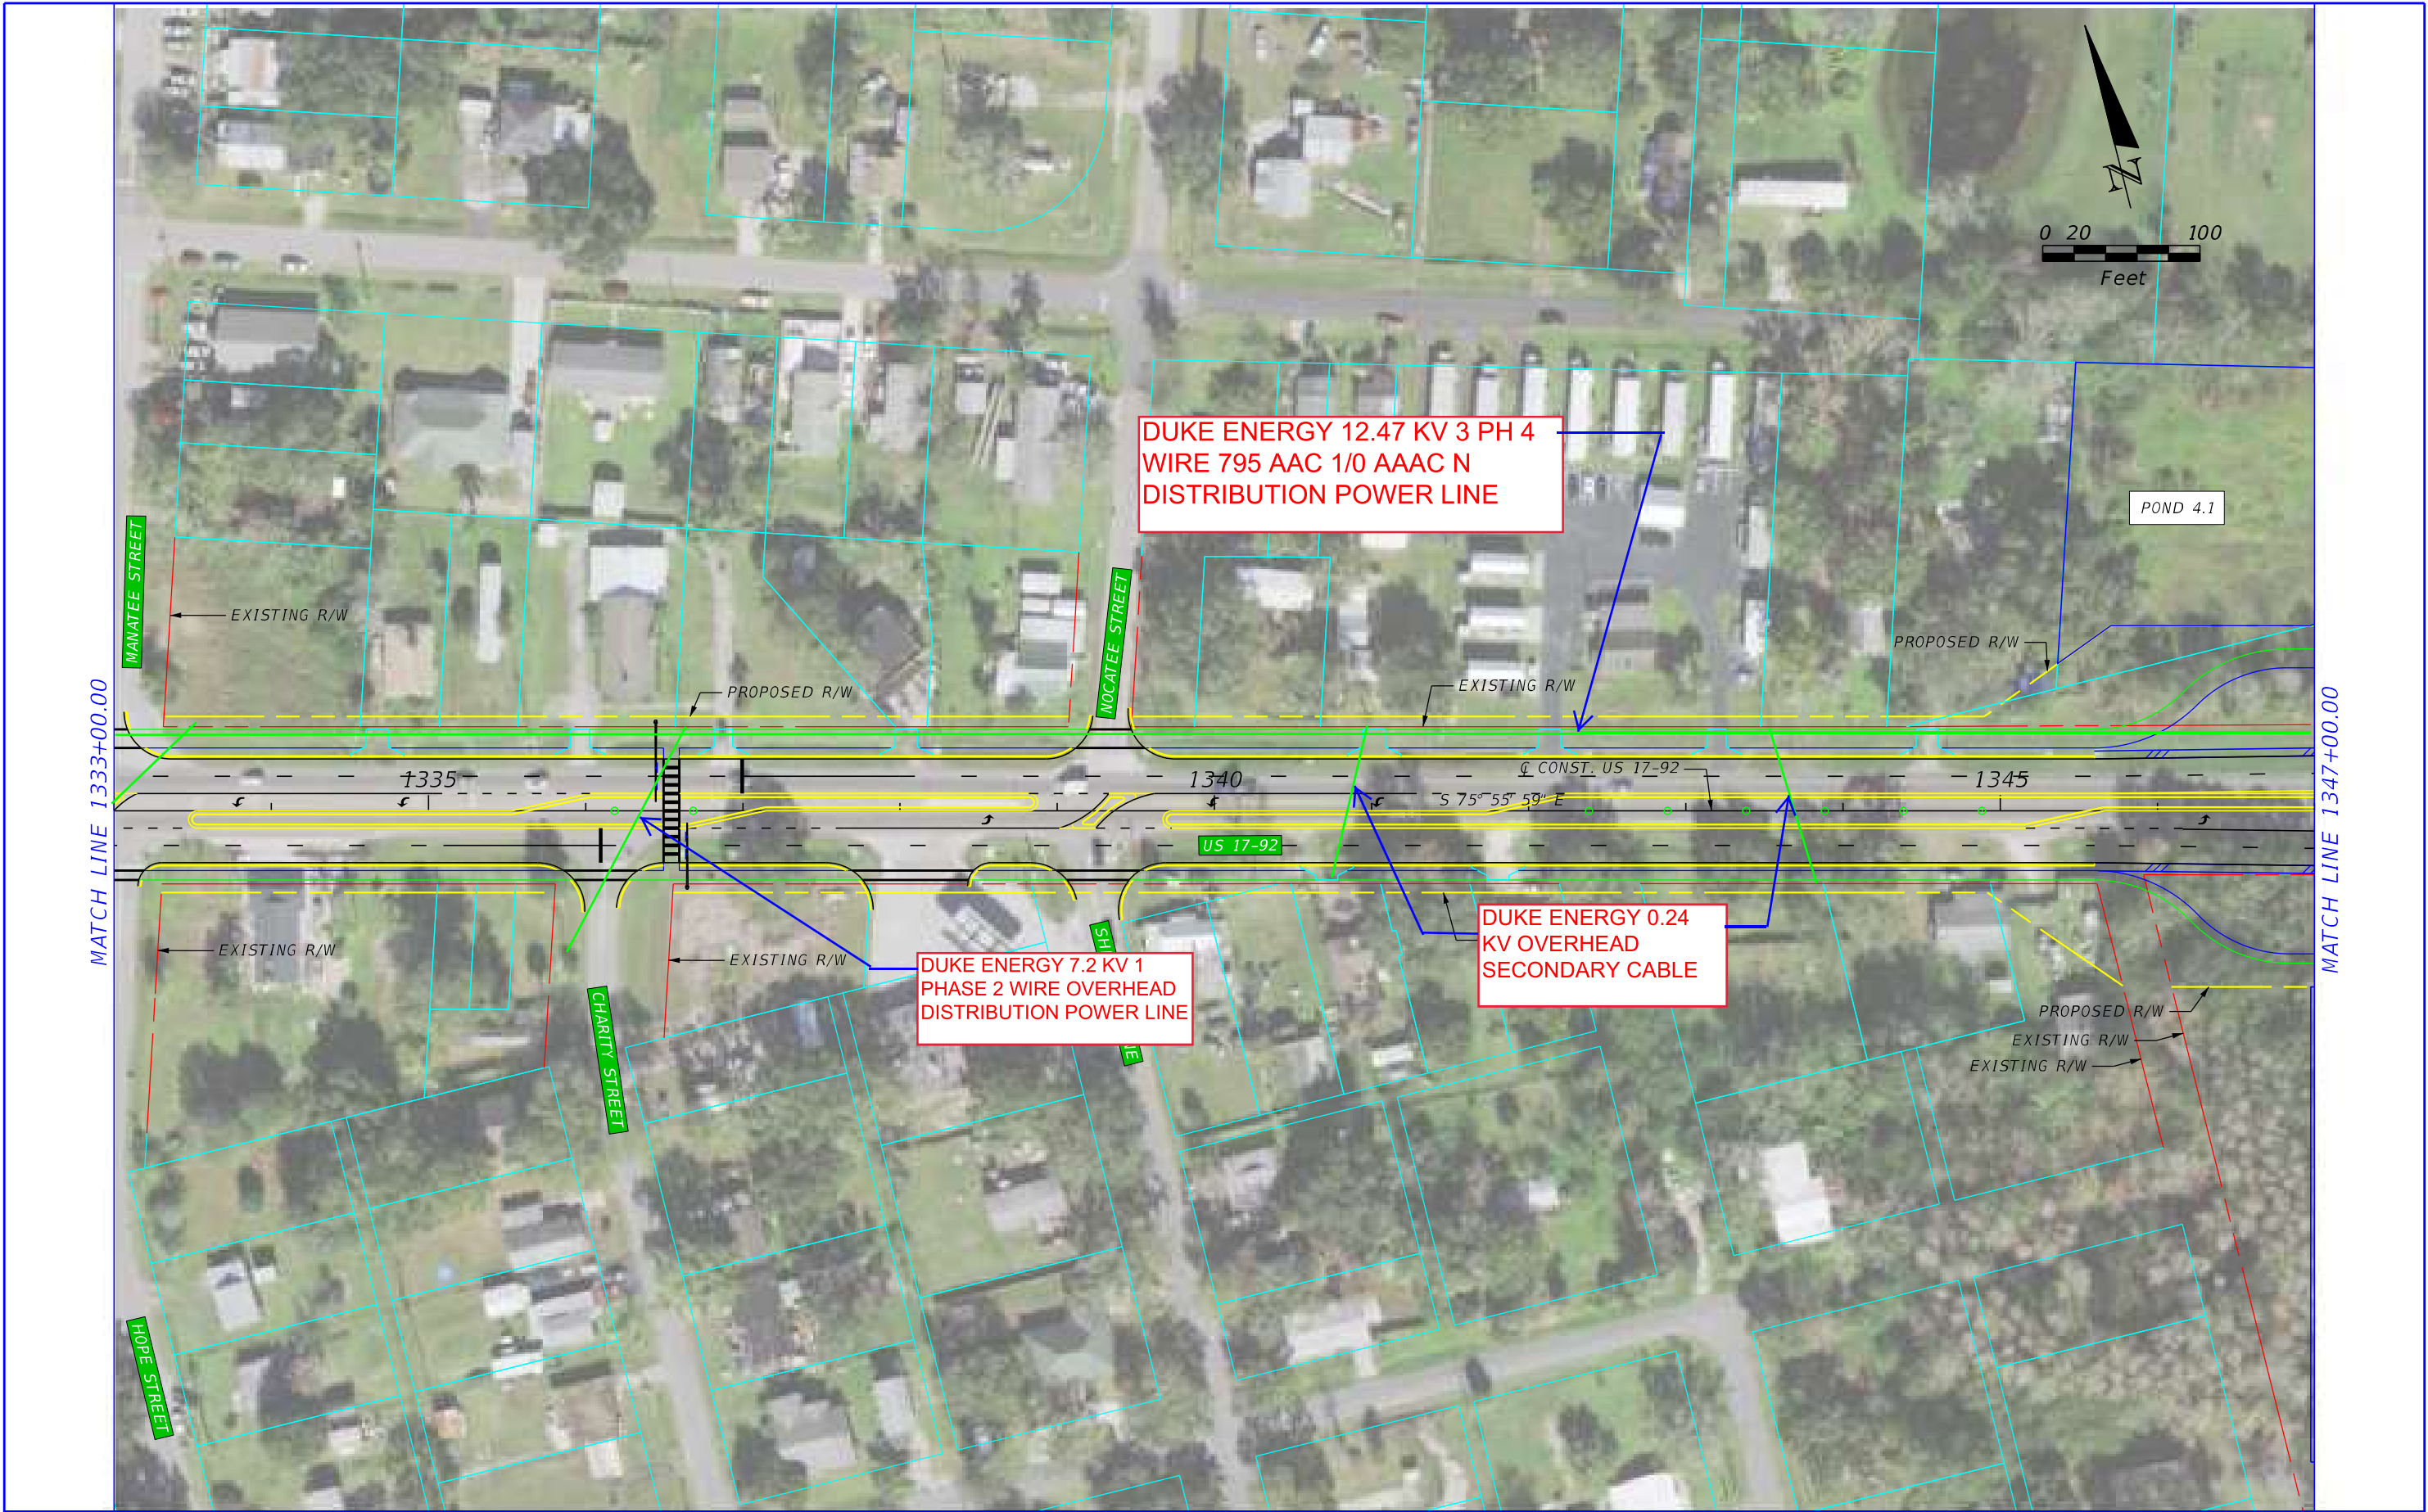 0 20 100
Feet
DUKE ENERGY 12.47 KV 3 PH 4
WIRE 795 AAC 1/0 AAAC N
DISTRIBUTION POWER LINE
POND 4.1
MANATEE STREET
EXISTING R/W
NOCATEE STREET
PROPOSED R/W
PROPOSED R/W
EXISTING R/W
MATCH LINE 1333+00.00
MATCH LINE 1347+00.00
1335
1340
1345
℄ CONST. US 17-92
S 75° 55' 59" E
US 17-92
EXISTING R/W
EXISTING R/W
DUKE ENERGY 7.2 KV 1
PHASE 2 WIRE OVERHEAD
DISTRIBUTION POWER LINE
DUKE ENERGY 0.24
KV OVERHEAD
SECONDARY CABLE
CHARITY STREET
PROPOSED R/W
EXISTING R/W
EXISTING R/W
HOPE STREET
N